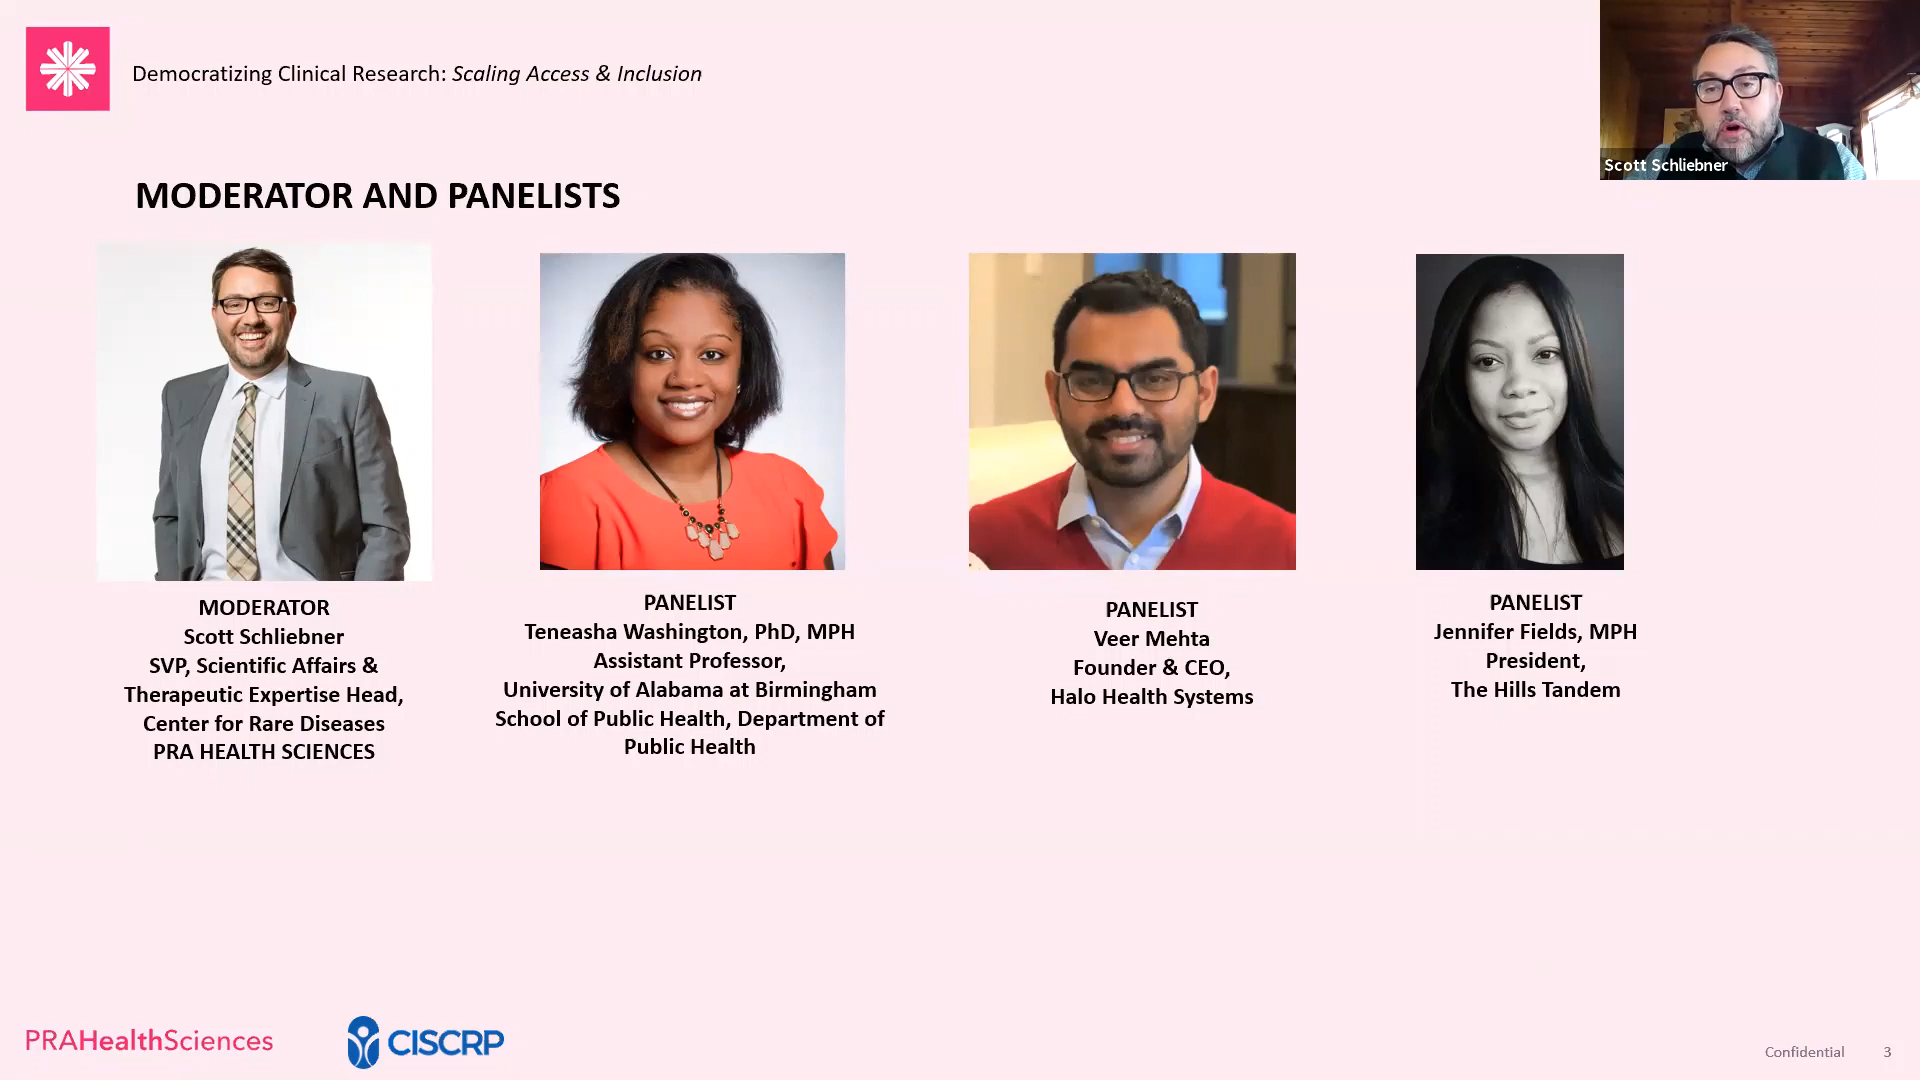 Democratizing Clinical Research: Scaling Access & Inclusion
Scott Schliebner
MODERATOR AND PANELISTS
MODERATOR
Scott Schliebner
SVP, Scientific Affairs &
Therapeutic Expertise Head,
Center for Rare Diseases
PRA HEALTH SCIENCES
PANELIST
Teneasha Washington, PhD, MPH
Assistant Professor,
University of Alabama at Birmingham
School of Public Health, Department of
Public Health
PANELIST
Veer Mehta
Founder & CEO,
Halo Health Systems
PANELIST
Jennifer Fields, MPH
President,
The Hills Tandem
PRAHealthSciences
CISCRP
Confidential
3